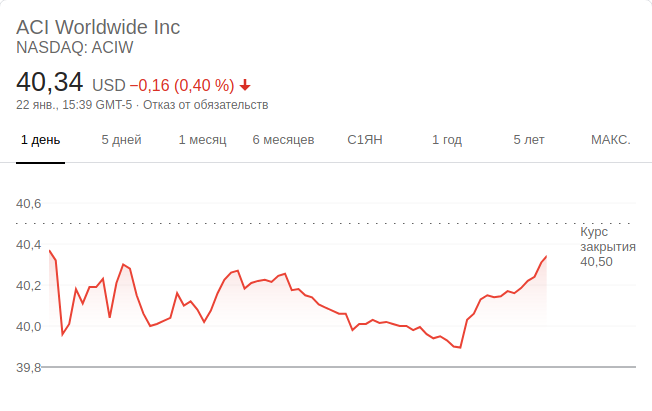 ACI Worldwide Inc
NASDAQ: ACIW
40,34 USD −0,16 (0,40 %)
22 янв., 15:39 GMT-5 · Отказ от обязательств
1 день 5 дней 1 месяц 6 месяцев С1ЯН 1 год 5 лет МАКС.
40,6
40,4
40,2
40,0
39,8
Курс
закрытия
40,50